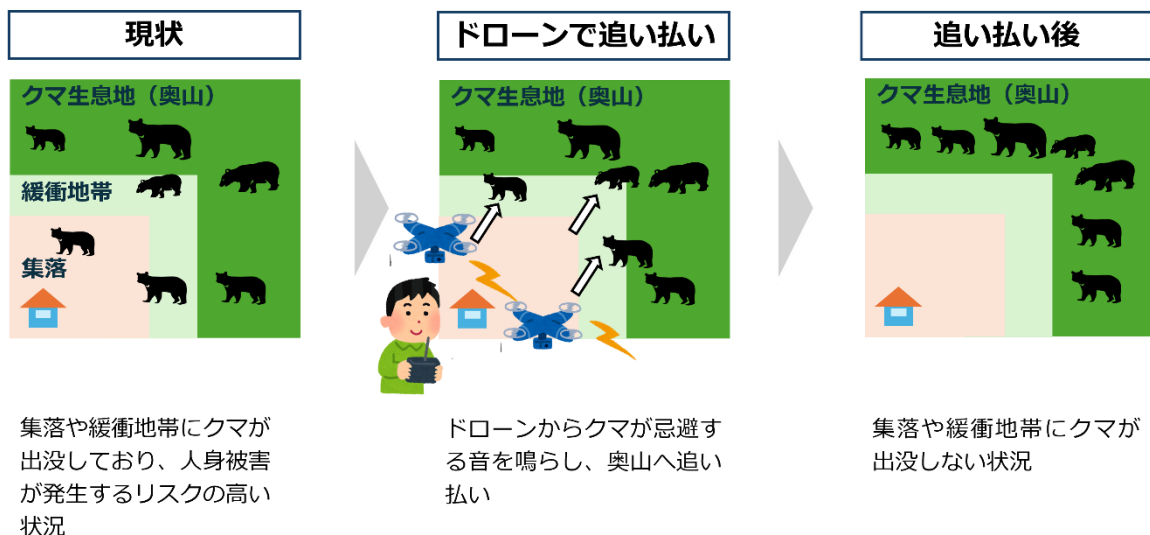 現状
クマ生息地（奥山）
緩衝地帯
集落
集落や緩衝地帯にクマが
出没しており、人身被害
が発生するリスクの高い
状況
ドローンで追い払い
クマ生息地（奥山）
ドローンからクマが忌避す
る音を鳴らし、奥山へ追い
払い
追い払い後
クマ生息地（奥山）
集落や緩衝地帯にクマが
出没しない状況